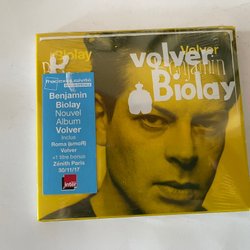 Biolay
Volver
volver
Benjamin
Biolay
Benjamin
Biolay
Nouvel
Album
Volver
Inclus
Roma (amoR)
Volver
+1 titre bonus
Zénith Paris
30/11/17
inter